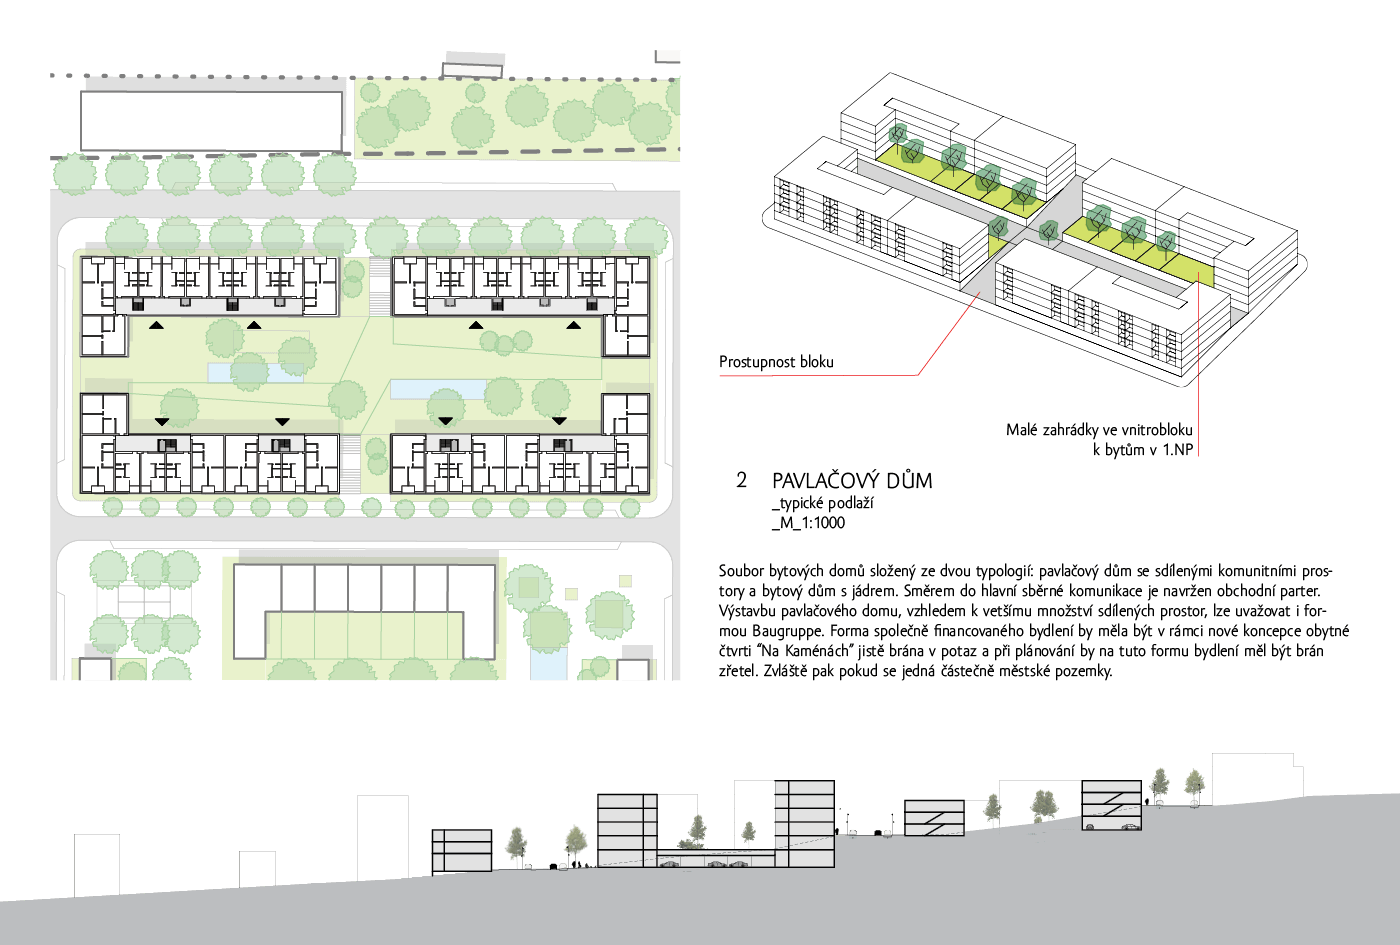 Prostupnost bloku
Malé zahrádky ve vnitrobloku
k bytům v 1.NP
2 PAVLAČOVÝ DŮM
_typické podlaží
_M_1:1000
Soubor bytových domů složený ze dvou typologií: pavlačový dům se sdílenými komunitními pros-
tory a bytový dům s jádrem. Směrem do hlavní sběrné komunikace je navržen obchodní parter.
Výstavbu pavlačového domu, vzhledem k vetšímu množství sdílených prostor, lze uvažovat i for-
mou Baugruppe. Forma společně financovaného bydlení by měla být v rámci nové koncepce obytné
čtvrti “Na Kaménách” jistě brána v potaz a při plánování by na tuto formu bydlení měl být brán
zřetel. Zvláště pak pokud se jedná částečně městské pozemky.